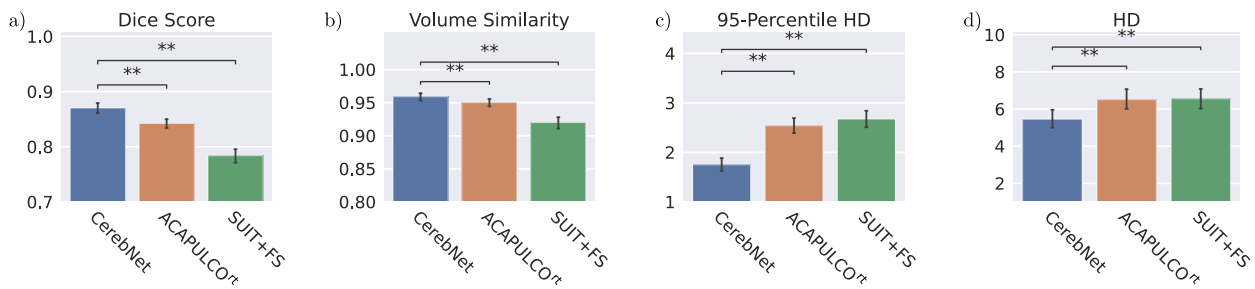 a)
Dice Score
1.0
0.9
0.8
0.7
**
**
CerebNet
ACAPULCOʳᵗ
SUIT+FS
b)
Volume Similarity
1.00
0.95
0.90
0.85
0.80
**
**
CerebNet
ACAPULCOʳᵗ
SUIT+FS
c)
95-Percentile HD
4
3
2
1
**
**
CerebNet
ACAPULCOʳᵗ
SUIT+FS
d)
HD
10
8
6
4
2
**
**
CerebNet
ACAPULCOʳᵗ
SUIT+FS